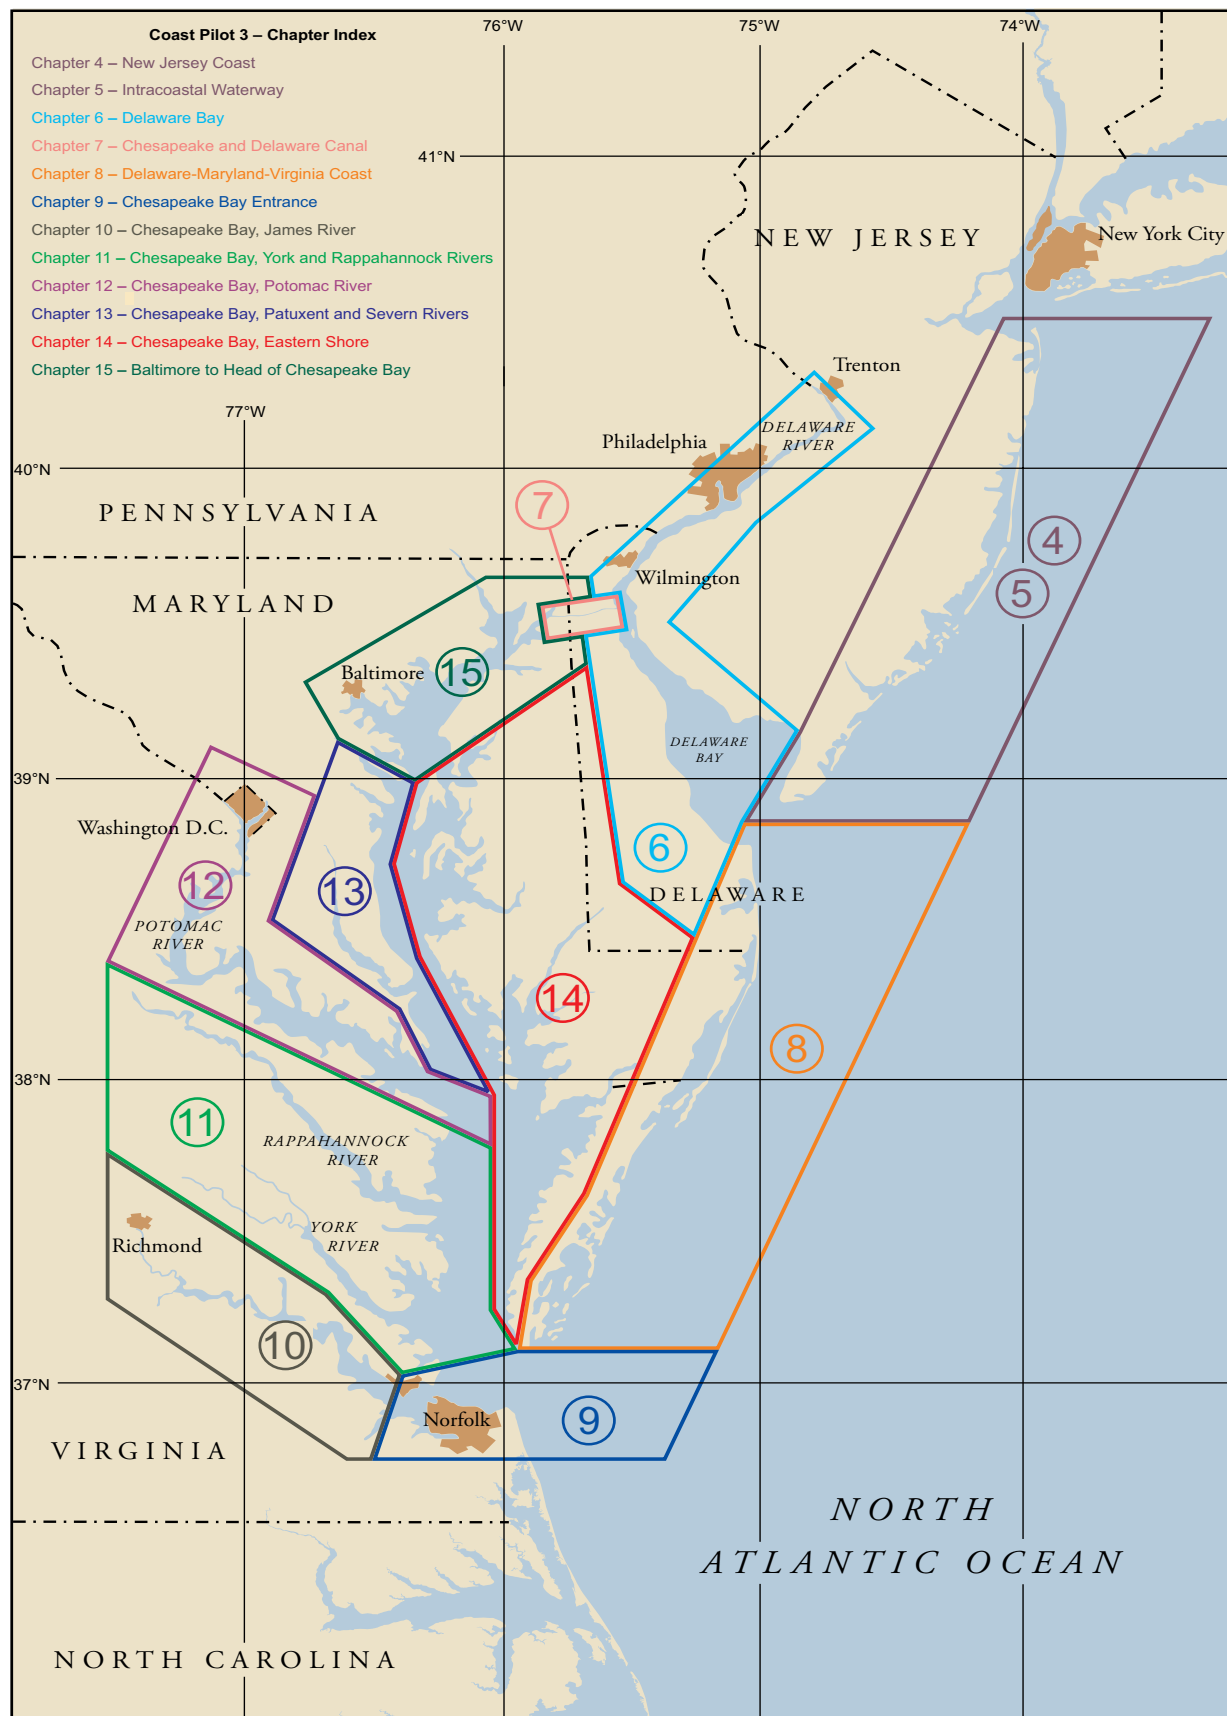 76°W
75°W
74°W
Coast Pilot 3 – Chapter Index
Chapter 4 – New Jersey Coast
Chapter 5 – Intracoastal Waterway
Chapter 6 – Delaware Bay
Chapter 7 – Chesapeake and Delaware Canal
Chapter 8 – Delaware-Maryland-Virginia Coast
Chapter 9 – Chesapeake Bay Entrance
Chapter 10 – Chesapeake Bay, James River
Chapter 11 – Chesapeake Bay, York and Rappahannock Rivers
Chapter 12 – Chesapeake Bay, Potomac River
Chapter 13 – Chesapeake Bay, Patuxent and Severn Rivers
Chapter 14 – Chesapeake Bay, Eastern Shore
Chapter 15 – Baltimore to Head of Chesapeake Bay
41°N
NEW JERSEY
New York City
Trenton
77°W
DELAWARE
RIVER
Philadelphia
40°N
PENNSYLVANIA
7
4
Wilmington
5
MARYLAND
Baltimore
15
DELAWARE
BAY
39°N
Washington D.C.
6
12
13
DELAWARE
POTOMAC
RIVER
14
8
38°N
11
RAPPAHANNOCK
RIVER
YORK
RIVER
Richmond
10
37°N
Norfolk
9
VIRGINIA
NORTH
ATLANTIC OCEAN
NORTH CAROLINA